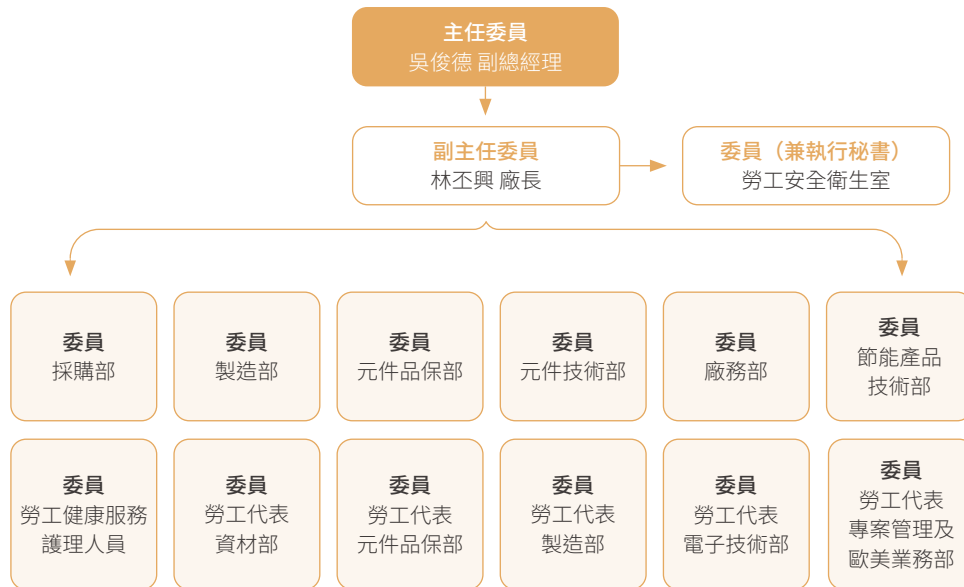 主任委員
吳俊德 副總經理
副主任委員
林丕興 廠長
委員（兼執行秘書）
勞工安全衛生室
委員
採購部
委員
製造部
委員
元件品保部
委員
元件技術部
委員
廠務部
委員
節能產品
技術部
委員
勞工健康服務
護理人員
委員
勞工代表
資材部
委員
勞工代表
元件品保部
委員
勞工代表
製造部
委員
勞工代表
電子技術部
委員
勞工代表
專案管理及
歐美業務部